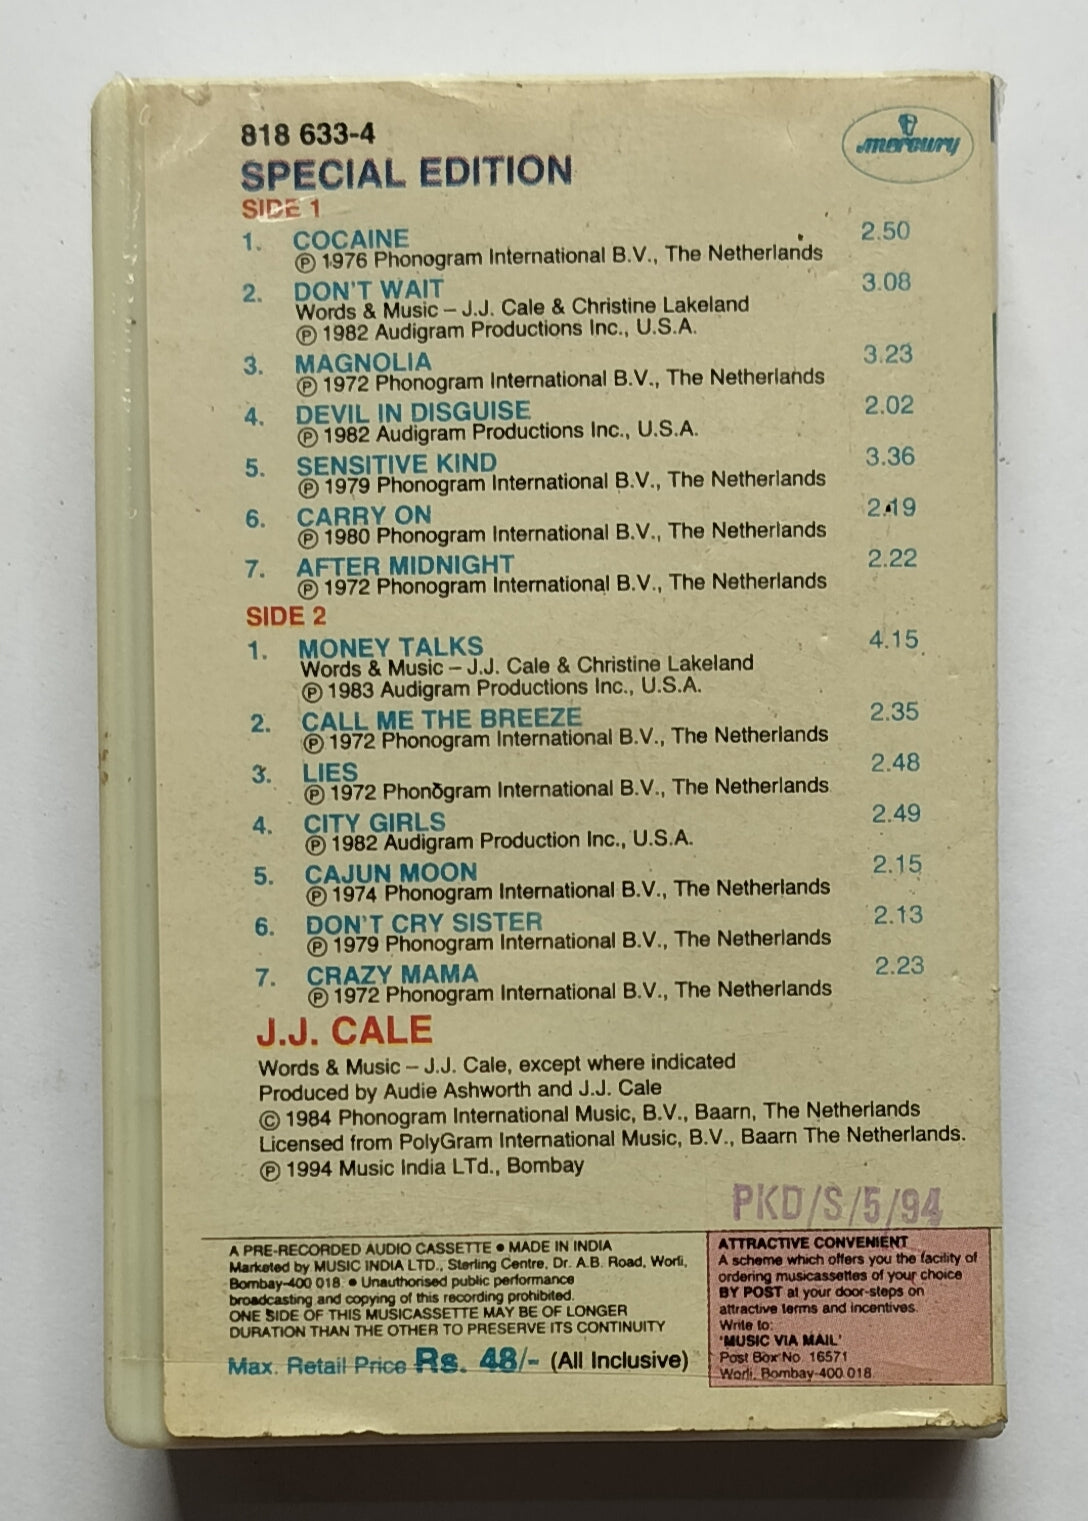 818 633-4
mercury
SPECIAL EDITION
SIDE 1
1. COCAINE 2.50
Ⓟ 1976 Phonogram International B.V., The Netherlands
2. DON'T WAIT 3.08
Words & Music – J.J. Cale & Christine Lakeland
Ⓟ 1982 Audigram Productions Inc., U.S.A.
3. MAGNOLIA 3.23
Ⓟ 1972 Phonogram International B.V., The Netherlands
4. DEVIL IN DISGUISE 2.02
Ⓟ 1982 Audigram Productions Inc., U.S.A.
5. SENSITIVE KIND 3.36
Ⓟ 1979 Phonogram International B.V., The Netherlands
6. CARRY ON 2.19
Ⓟ 1980 Phonogram International B.V., The Netherlands
7. AFTER MIDNIGHT 2.22
Ⓟ 1972 Phonogram International B.V., The Netherlands
SIDE 2
1. MONEY TALKS 4.15
Words & Music – J.J. Cale & Christine Lakeland
Ⓟ 1983 Audigram Productions Inc., U.S.A.
2. CALL ME THE BREEZE 2.35
Ⓟ 1972 Phonogram International B.V., The Netherlands
3. LIES 2.48
Ⓟ 1972 Phonogram International B.V., The Netherlands
4. CITY GIRLS 2.49
Ⓟ 1982 Audigram Production Inc., U.S.A.
5. CAJUN MOON 2.15
Ⓟ 1974 Phonogram International B.V., The Netherlands
6. DON'T CRY SISTER 2.13
Ⓟ 1979 Phonogram International B.V., The Netherlands
7. CRAZY MAMA 2.23
Ⓟ 1972 Phonogram International B.V., The Netherlands
J.J. CALE
Words & Music – J.J. Cale, except where indicated
Produced by Audie Ashworth and J.J. Cale
© 1984 Phonogram International Music, B.V., Baarn, The Netherlands
Licensed from PolyGram International Music, B.V., Baarn The Netherlands.
Ⓟ 1994 Music India LTd., Bombay
PKD/S/5/94
A PRE-RECORDED AUDIO CASSETTE ● MADE IN INDIA
Marketed by MUSIC INDIA LTD., Sterling Centre, Dr. A.B. Road, Worli,
Bombay-400 018. ● Unauthorised public performance
broadcasting and copying of this recording prohibited.
ONE SIDE OF THIS MUSICASSETTE MAY BE OF LONGER
DURATION THAN THE OTHER TO PRESERVE ITS CONTINUITY
Max. Retail Price Rs. 48/- (All Inclusive)
ATTRACTIVE CONVENIENT
A scheme which offers you the facility of
ordering musicassettes of your choice
BY POST at your door-steps on
attractive terms and incentives.
Write to:
'MUSIC VIA MAIL'
Post Box No. 16571
Worli, Bombay-400 018